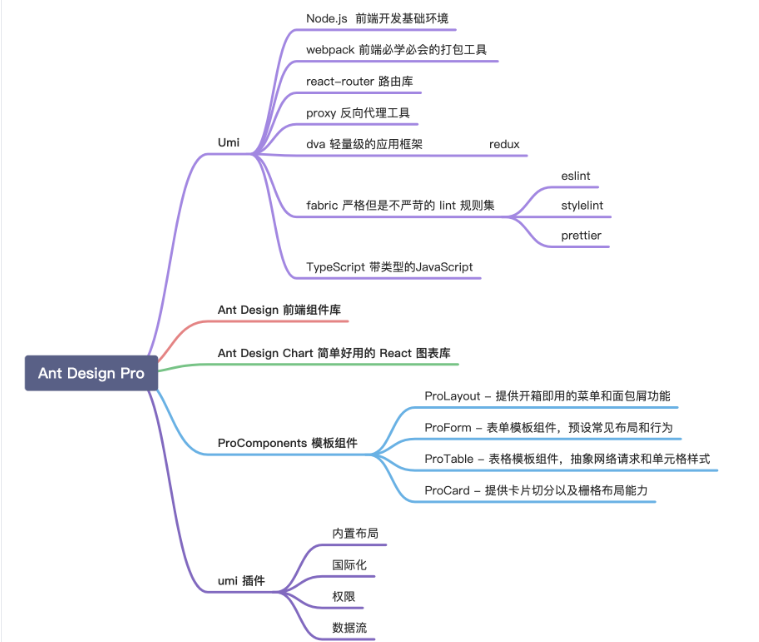 Node.js 前端开发基础环境
webpack 前端必学必会的打包工具
react-router 路由库
proxy 反向代理工具
Umi
dva 轻量级的应用框架 redux
eslint
fabric 严格但是不严苛的 lint 规则集
stylelint
prettier
TypeScript 带类型的JavaScript
Ant Design 前端组件库
Ant Design Chart 简单好用的 React 图表库
Ant Design Pro
ProLayout - 提供开箱即用的菜单和面包屑功能
ProForm - 表单模板组件，预设常见布局和行为
ProComponents 模板组件
ProTable - 表格模板组件，抽象网络请求和单元格样式
ProCard - 提供卡片切分以及栅格布局能力
内置布局
国际化
umi 插件
权限
数据流